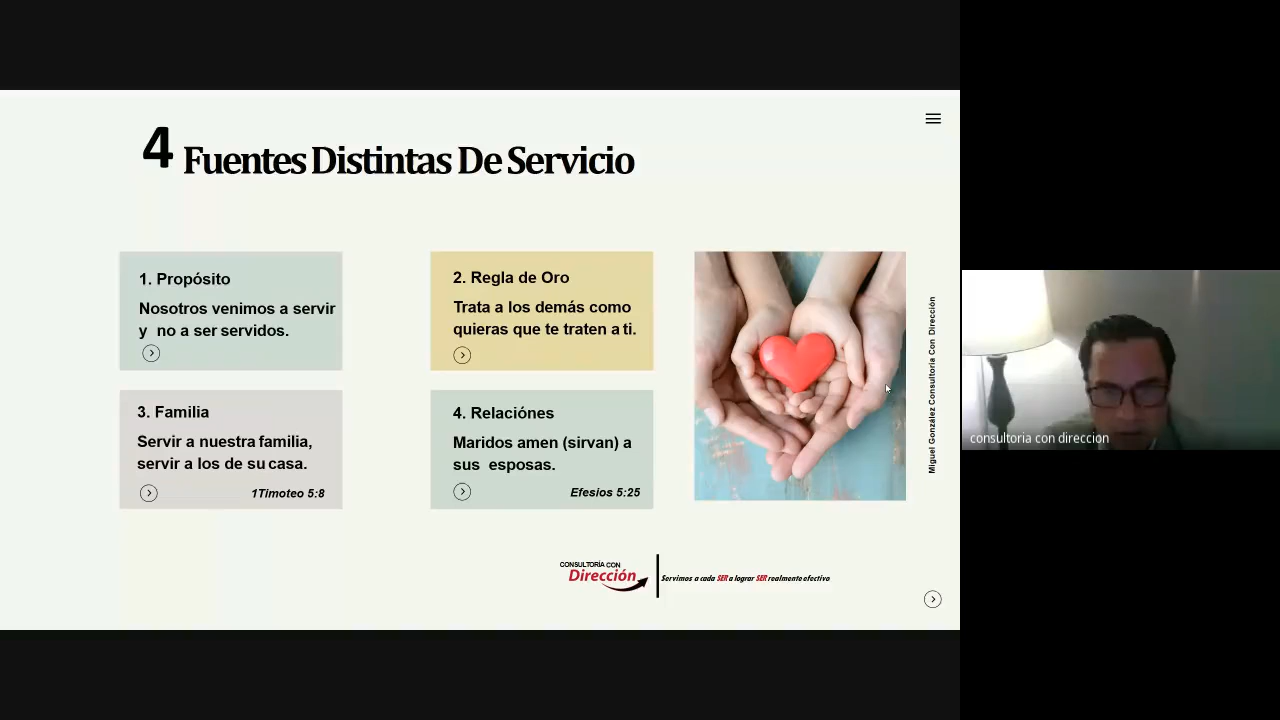 4 Fuentes Distintas De Servicio
1. Propósito
Nosotros venimos a servir
y no a ser servidos.
2. Regla de Oro
Trata a los demás como
quieras que te traten a ti.
3. Familia
Servir a nuestra familia,
servir a los de su casa.
1Timoteo 5:8
4. Relaciónes
Maridos amen (sirvan) a
sus esposas.
Efesios 5:25
Miguel González Consultoría Con Dirección
CONSULTORÍA CON
Dirección
Servimos a cada SER a lograr SER realmente efectivo
consultoria con direccion